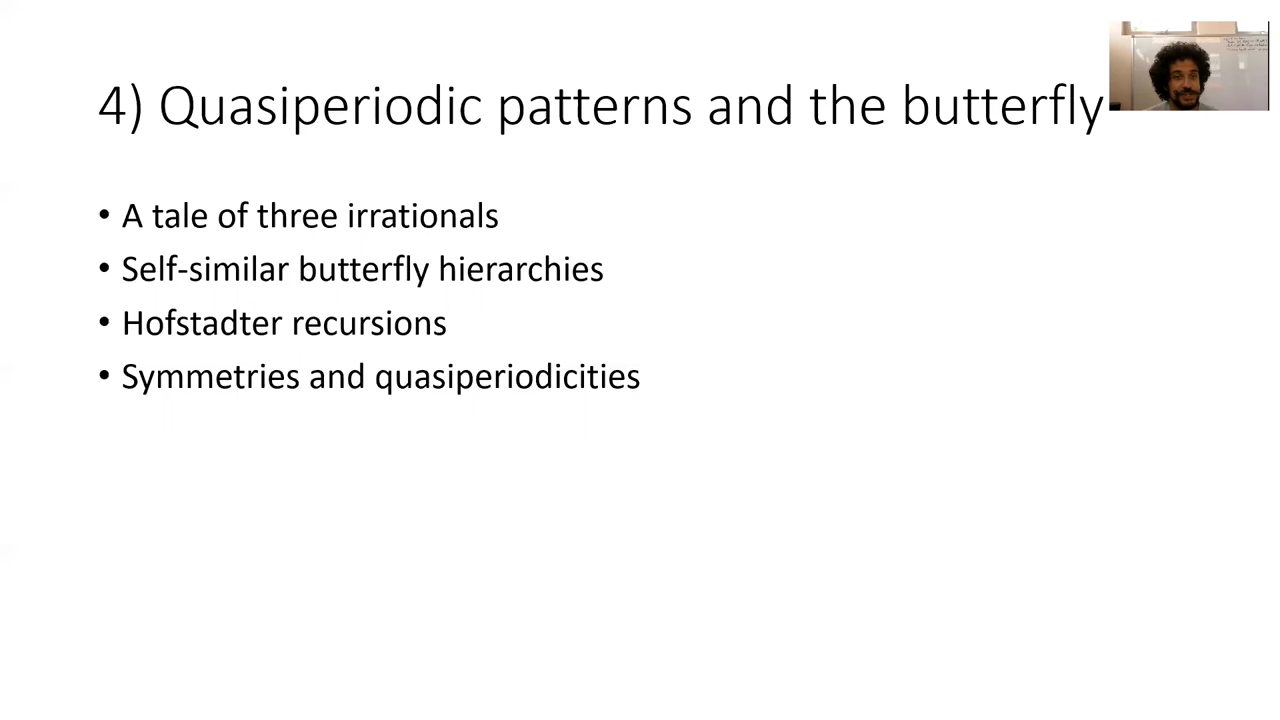 4) Quasiperiodic patterns and the butterfly
• A tale of three irrationals
• Self-similar butterfly hierarchies
• Hofstadter recursions
• Symmetries and quasiperiodicities